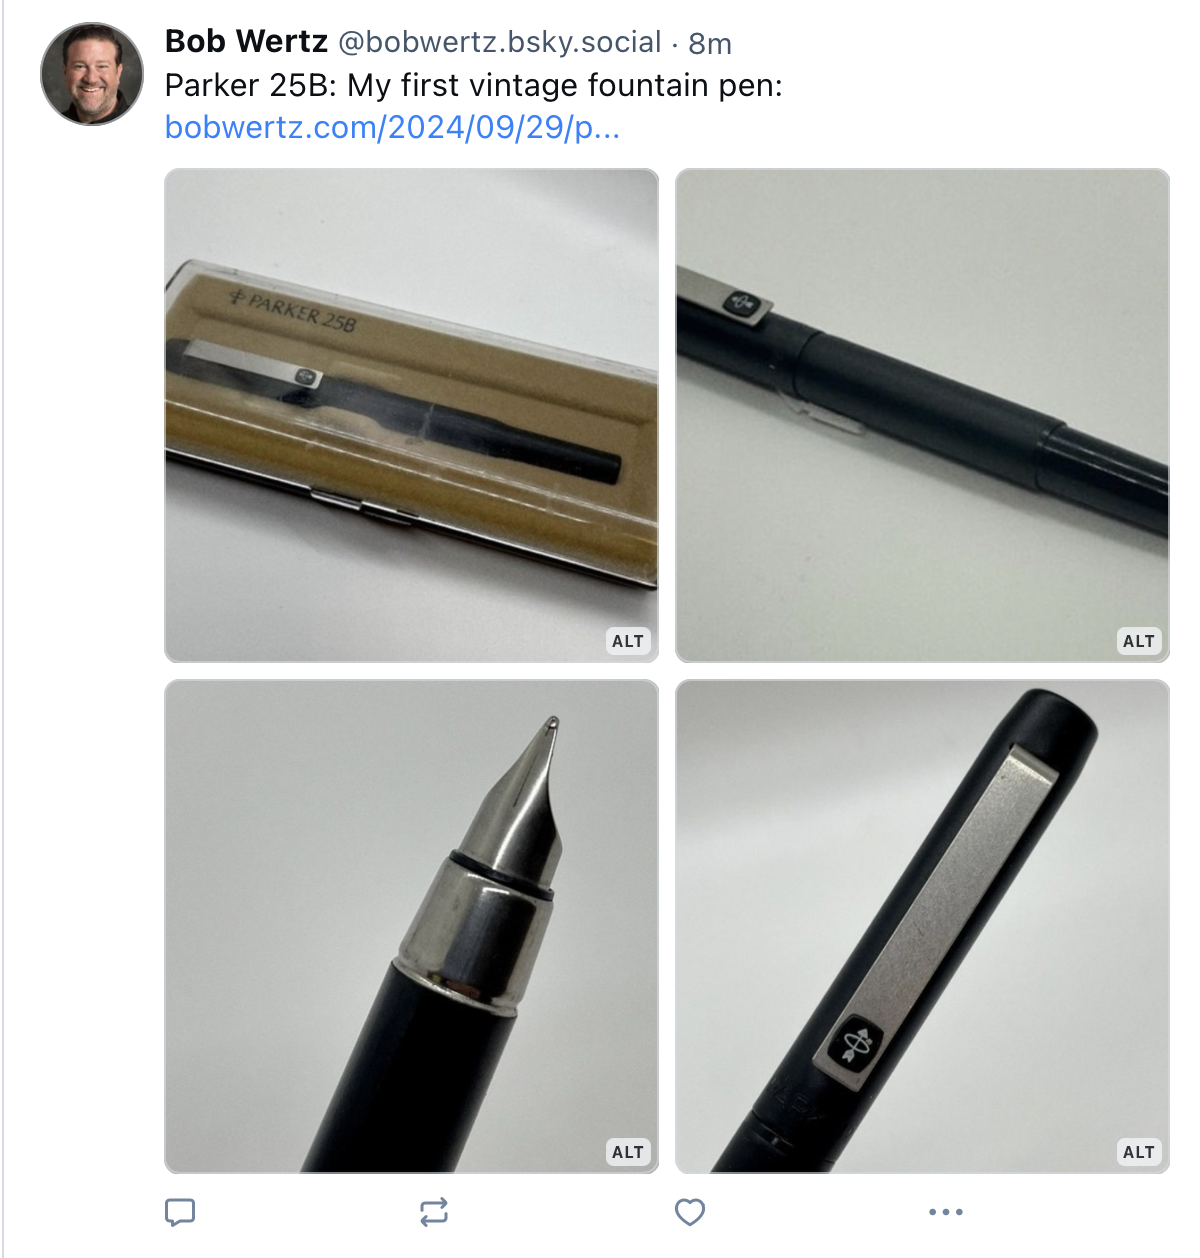 Bob Wertz @bobwertz.bsky.social · 8m
Parker 25B: My first vintage fountain pen:
bobwertz.com/2024/09/29/p...
PARKER 25B
ALT
ALT
ALT
ALT